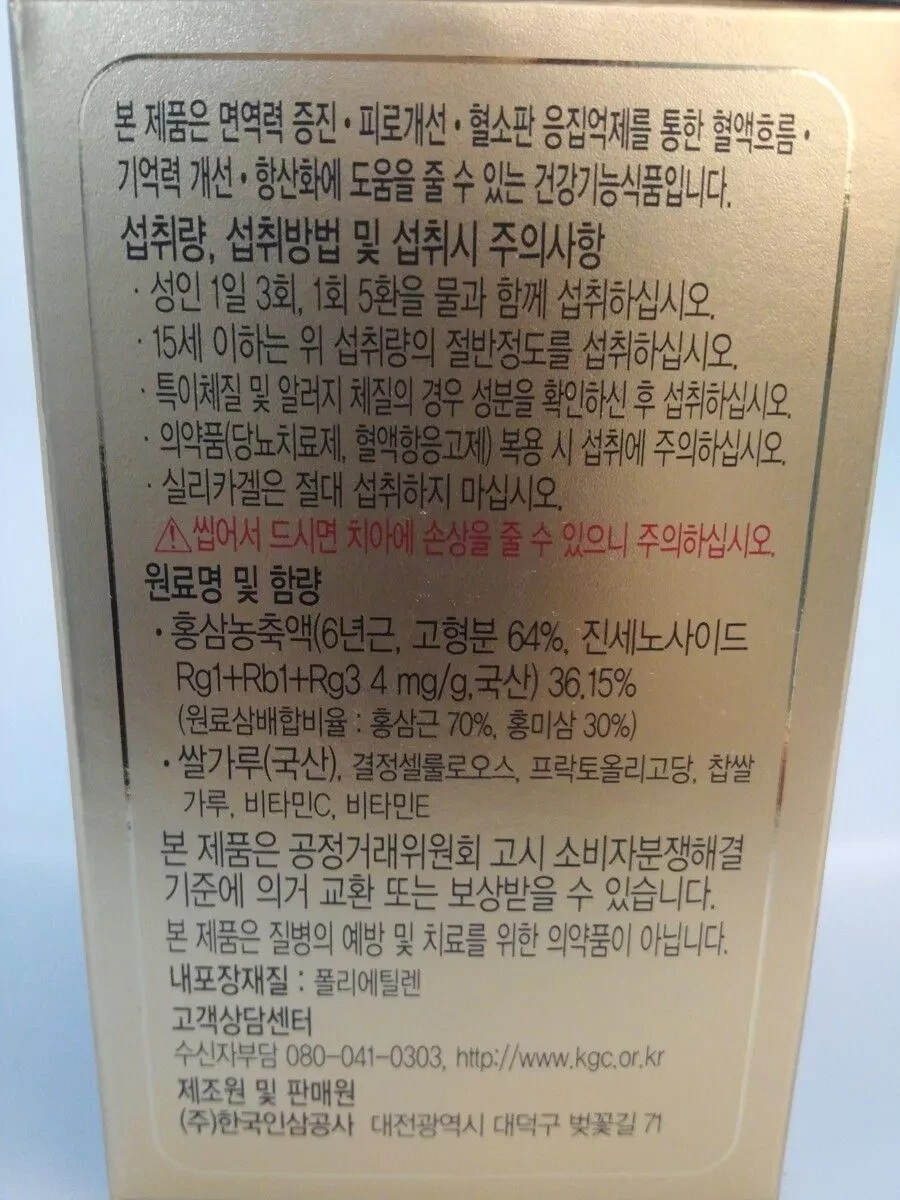 본 제품은 면역력 증진・피로개선・혈소판 응집억제를 통한 혈액흐름・
기억력 개선・항산화에 도움을 줄 수 있는 건강기능식품입니다.
섭취량, 섭취방법 및 섭취시 주의사항
・성인 1일 3회, 1회 5환을 물과 함께 섭취하십시오.
・15세 이하는 위 섭취량의 절반정도를 섭취하십시오.
・특이체질 및 알러지 체질의 경우 성분을 확인하신 후 섭취하십시오.
・의약품(당뇨치료제, 혈액항응고제) 복용 시 섭취에 주의하십시오.
・실리카겔은 절대 섭취하지 마십시오.
⚠씹어서 드시면 치아에 손상을 줄 수 있으니 주의하십시오.
원료명 및 함량
・홍삼농축액(6년근, 고형분 64%, 진세노사이드
Rg1+Rb1+Rg3 4 mg/g,국산) 36.15%
(원료삼배합비율 : 홍삼근 70%, 홍미삼 30%)
・쌀가루(국산), 결정셀룰로오스, 프락토올리고당, 찹쌀
가루, 비타민C, 비타민E
본 제품은 공정거래위원회 고시 소비자분쟁해결
기준에 의거 교환 또는 보상받을 수 있습니다.
본 제품은 질병의 예방 및 치료를 위한 의약품이 아닙니다.
내포장재질 : 폴리에틸렌
고객상담센터
수신자부담 080-041-0303, http://www.kgc.or.kr
제조원 및 판매원
(주)한국인삼공사 대전광역시 대덕구 벚꽃길 71